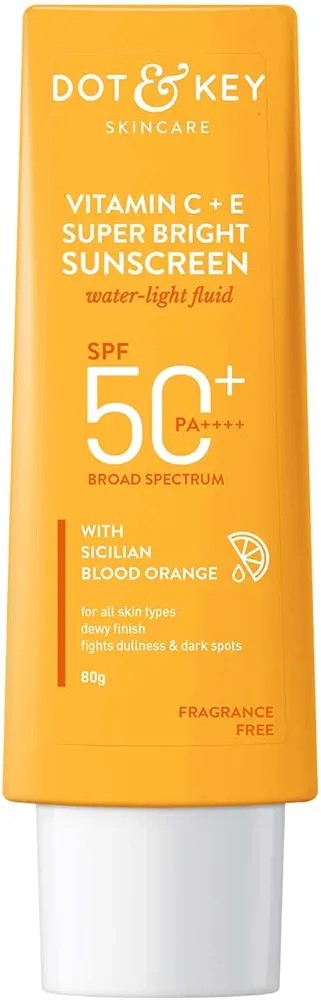 DOT & KEY
SKINCARE
VITAMIN C + E
SUPER BRIGHT
SUNSCREEN
water-light fluid
SPF
50+
PA++++
BROAD SPECTRUM
WITH
SICILIAN
BLOOD ORANGE
for all skin types
dewy finish
fights dullness & dark spots
80g
FRAGRANCE
FREE